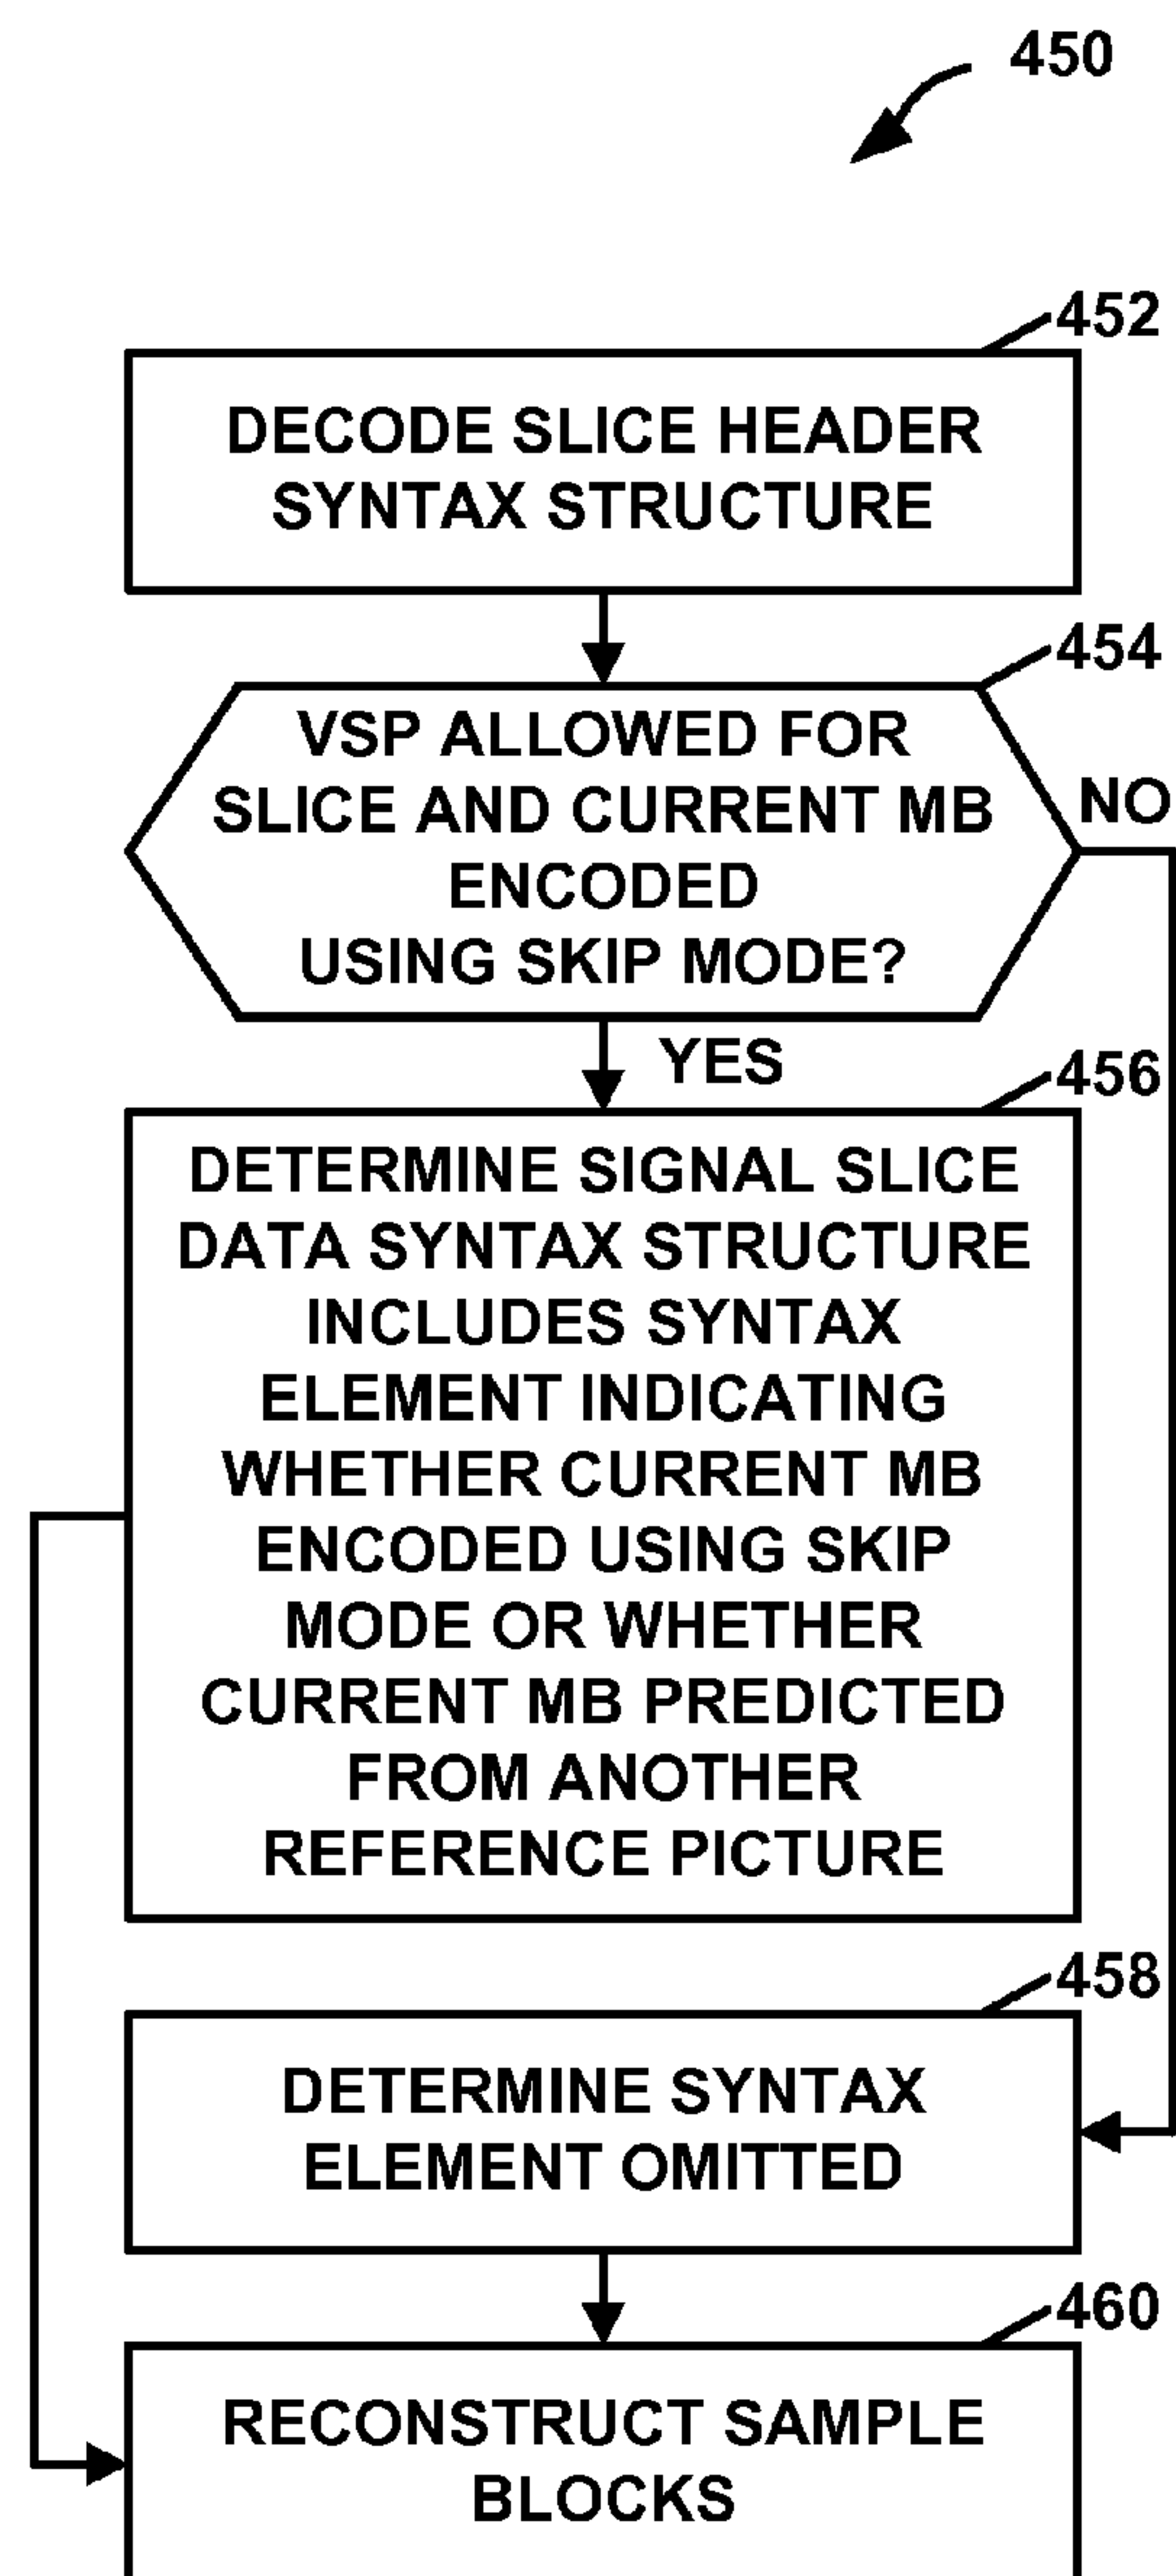 450
452
DECODE SLICE HEADER
SYNTAX STRUCTURE
454
VSP ALLOWED FOR
SLICE AND CURRENT MB
ENCODED
USING SKIP MODE?
NO
YES
456
DETERMINE SIGNAL SLICE
DATA SYNTAX STRUCTURE
INCLUDES SYNTAX
ELEMENT INDICATING
WHETHER CURRENT MB
ENCODED USING SKIP
MODE OR WHETHER
CURRENT MB PREDICTED
FROM ANOTHER
REFERENCE PICTURE
458
DETERMINE SYNTAX
ELEMENT OMITTED
460
RECONSTRUCT SAMPLE
BLOCKS